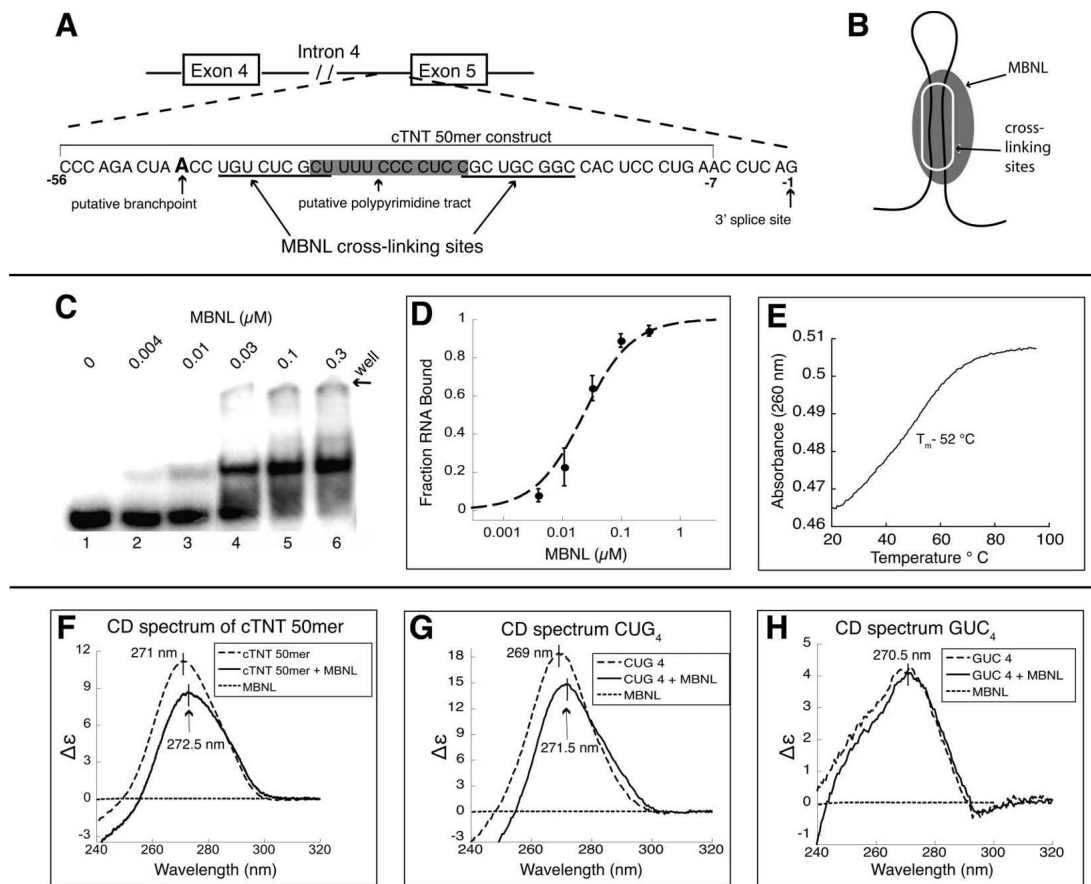 A
Exon 4
Intron 4
Exon 5
cTNT 50mer construct
CCC AGA CUA A CC UGU CUC G CUU UUU CCC CUC C GC UGC GGC CAC UCC CUG AAC CUC AG
-56
-7
-1
putative branchpoint
putative polypyrimidine tract
3' splice site
MBNL cross-linking sites
B
MBNL
cross-
linking
sites
C
MBNL (µM)
0
0.004
0.01
0.03
0.1
0.3
well
1 2 3 4 5 6
D
Fraction RNA Bound
1
0.8
0.6
0.4
0.2
0
0.001 0.01 0.1 1
MBNL (µM)
E
Absorbance (260 nm)
0.51
0.5
0.49
0.48
0.47
0.46
Tm- 52 °C
20 40 60 80 100
Temperature ° C
F
CD spectrum of cTNT 50mer
271 nm
cTNT 50mer
cTNT 50mer + MBNL
MBNL
272.5 nm
Δε
12
9
6
3
0
-3
240 260 280 300 320
Wavelength (nm)
G
CD spectrum CUG4
269 nm
CUG 4
CUG 4 + MBNL
MBNL
271.5 nm
Δε
18
15
12
9
6
3
0
-3
240 260 280 300 320
Wavelength (nm)
H
CD spectrum GUC4
270.5 nm
GUC 4
GUC 4 + MBNL
MBNL
Δε
5
4
3
2
1
0
-1
240 260 280 300 320
Wavelength (nm)